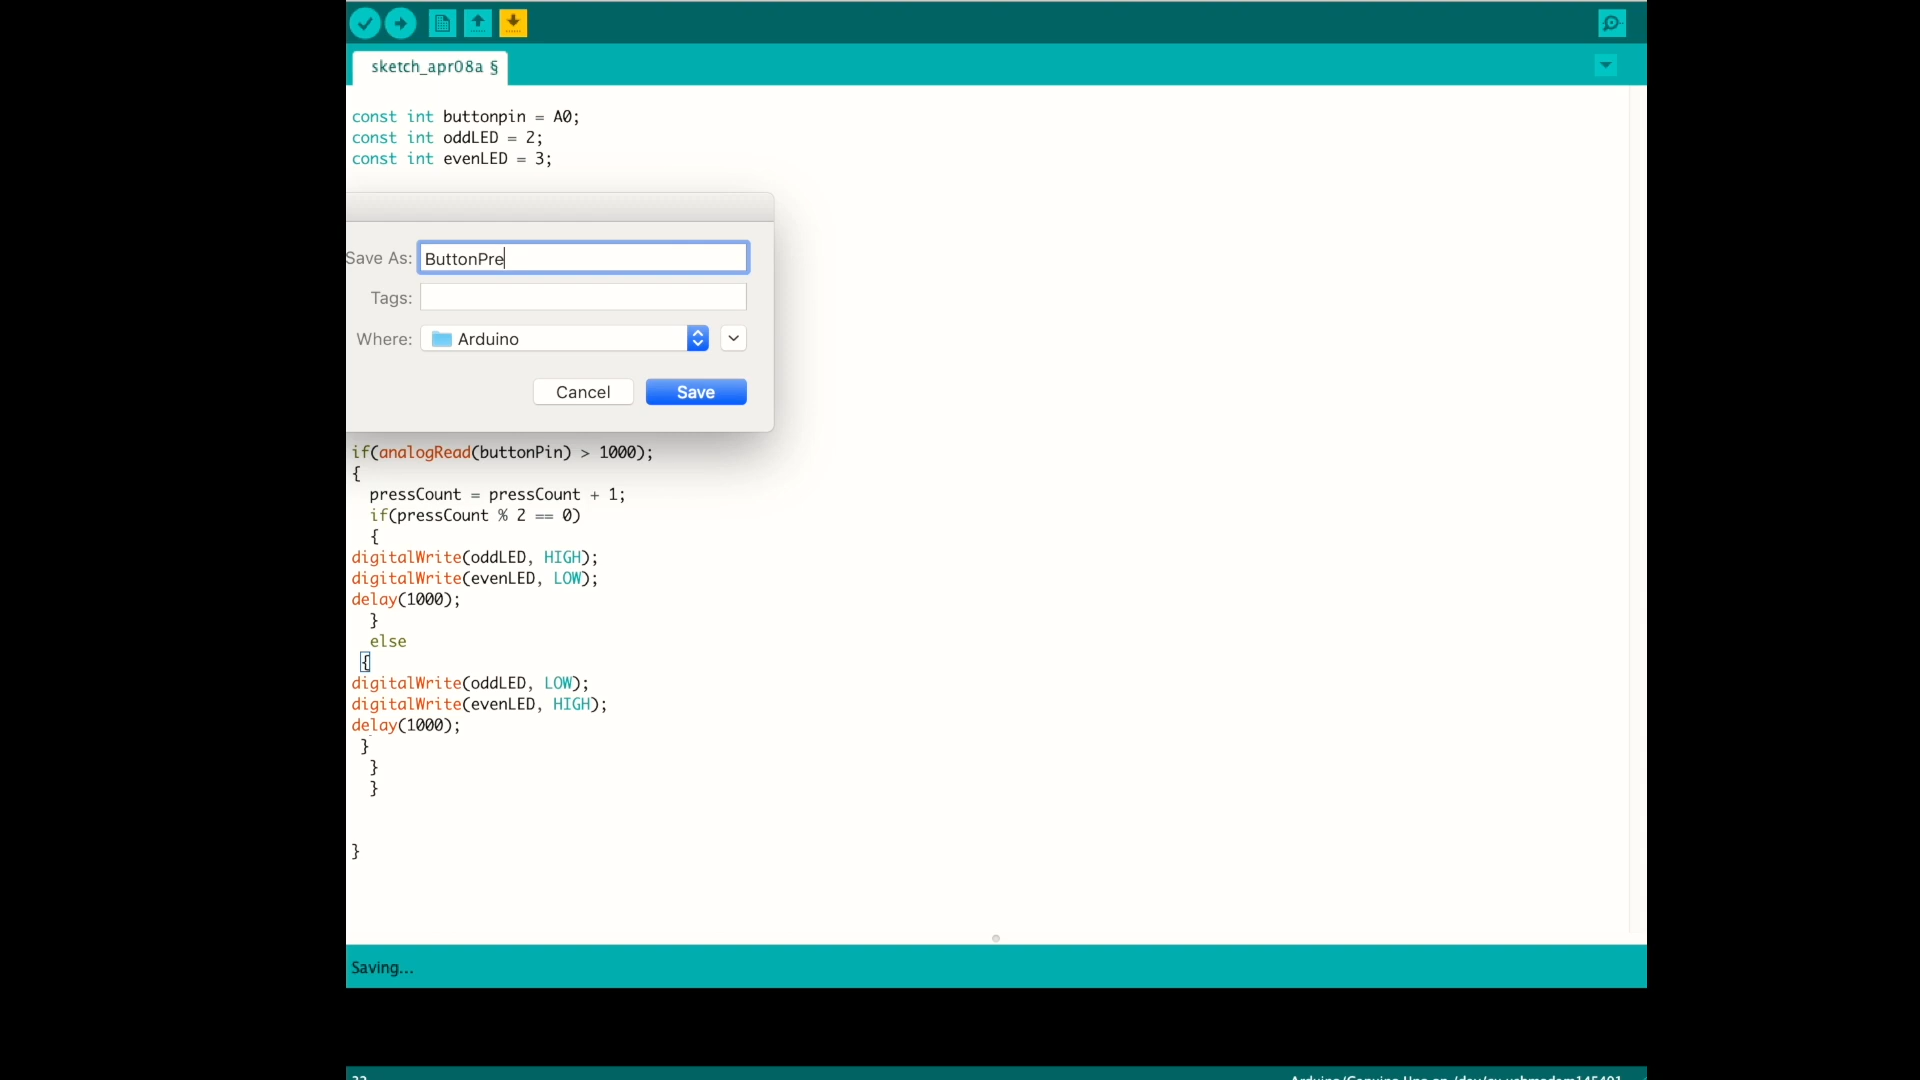 sketch_apr08a §
const int buttonpin = A0;
const int oddLED = 2;
const int evenLED = 3;
Save As: ButtonPre
Tags:
Where: Arduino
Cancel Save
if(analogRead(buttonPin) > 1000);
{
pressCount = pressCount + 1;
if(pressCount % 2 == 0)
{
digitalWrite(oddLED, HIGH);
digitalWrite(evenLED, LOW);
delay(1000);
}
else
{
digitalWrite(oddLED, LOW);
digitalWrite(evenLED, HIGH);
delay(1000);
}
}
}
}
Saving...